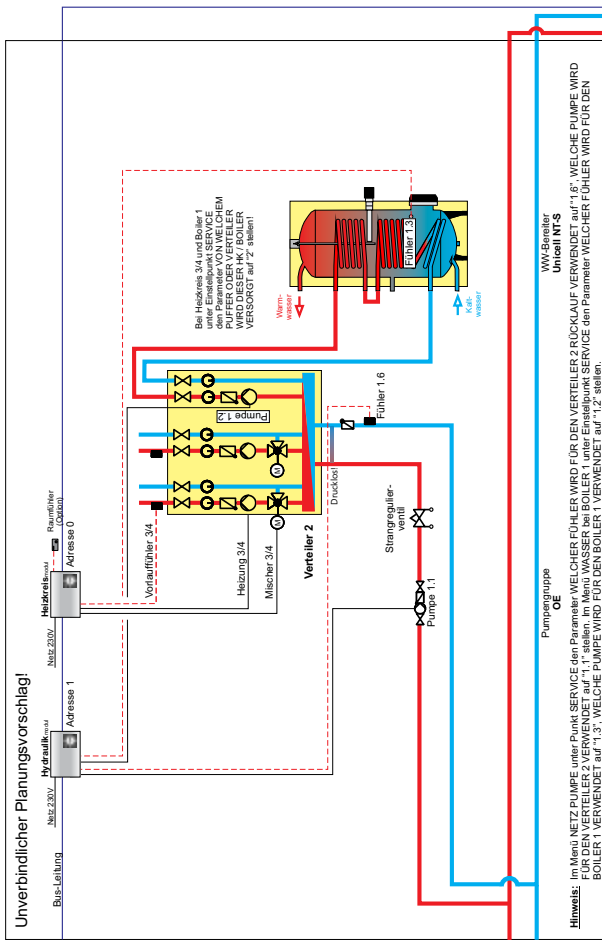 Unverbindlicher Planungsvorschlag!
Bus-Leitung
Netz 230V
Hydraulikmodul
Adresse 1
Netz 230V
Heizkreismodul
Adresse 0
Raumfühler
(Option)
Vorlauffühler 3/4
Heizung 3/4
Mischer 3/4
M
M
Pumpe 1.2
Verteiler 2
Drucklos!
Fühler 1.6
Strangregulier-
ventil
Pumpe 1.1
Bei Heizkreis 3/4 und Boiler 1
unter Einstellpunkt SERVICE
den Parameter VON WELCHEM
PUFFER ODER VERTEILER
WIRD DIESER HK / BOILER
VERSORGT auf "2" stellen!
Warm-
wasser
Kalt-
wasser
Fühler 1.3
Pumpengruppe
OE
WW-Bereiter
Unicell NT-S
Hinweis: Im Menü NETZ PUMPE unter Punkt SERVICE den Parameter WELCHER FÜHLER WIRD FÜR DEN VERTEILER 2 RÜCKLAUF VERWENDET auf "1.6", WELCHE PUMPE WIRD
FÜR DEN VERTEILER 2 VERWENDET auf "1.1" stellen. Im Menü WASSER bei BOILER 1 unter Einstellpunkt SERVICE den Parameter WELCHER FÜHLER WIRD FÜR DEN
BOILER 1 VERWENDET auf "1.3", WELCHE PUMPE WIRD FÜR DEN BOILER 1 VERWENDET auf "1.2" stellen.